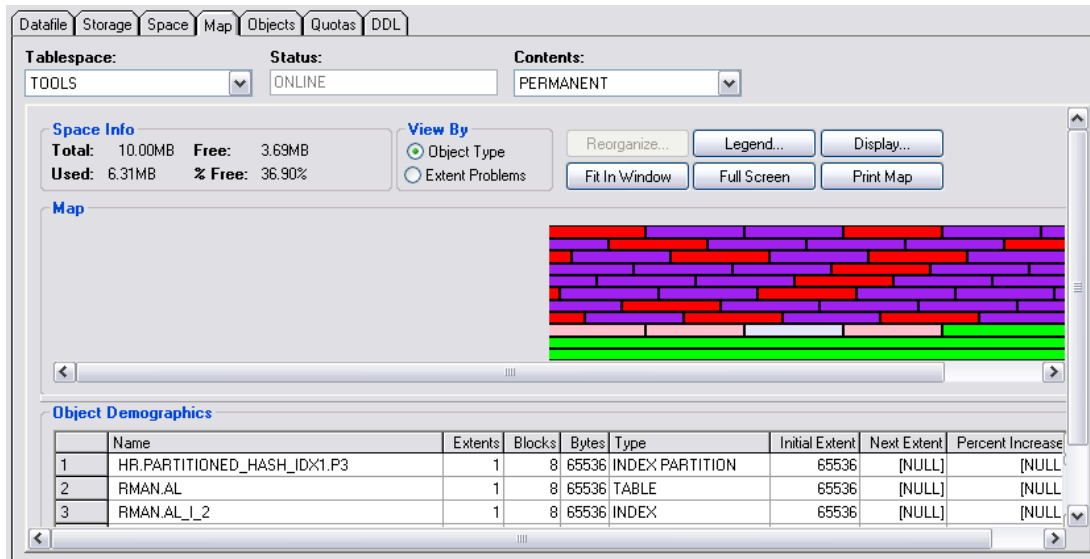 Datafile Storage Space Map Objects Quotas DDL
Tablespace: Status: Contents:
TOOLS ONLINE PERMANENT
Space Info View By
Total: 10.00MB Free: 3.69MB Object Type Reorganize... Legend... Display...
Used: 6.31MB % Free: 36.90% Extent Problems Fit In Window Full Screen Print Map
Map
Object Demographics
Name Extents Blocks Bytes Type Initial Extent Next Extent Percent Increase
1 HR.PARTITIONED_HASH_IDX1.P3 1 8 65536 INDEX PARTITION 65536 [NULL] [NULL
2 RMAN.AL 1 8 65536 TABLE 65536 [NULL] [NULL
3 RMAN.AL_I_2 1 8 65536 INDEX 65536 [NULL] [NULL